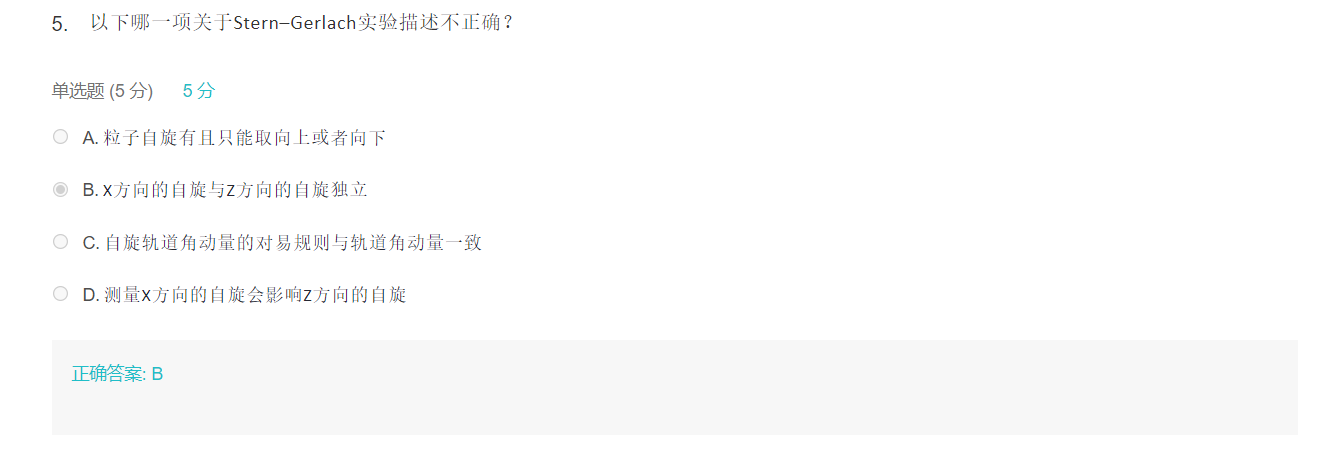 5. 以下哪一项关于Stern–Gerlach实验描述不正确？
单选题 (5 分) 5 分
A. 粒子自旋有且只能取向上或者向下
B. x方向的自旋与z方向的自旋独立
C. 自旋轨道角动量的对易规则与轨道角动量一致
D. 测量x方向的自旋会影响z方向的自旋
正确答案: B